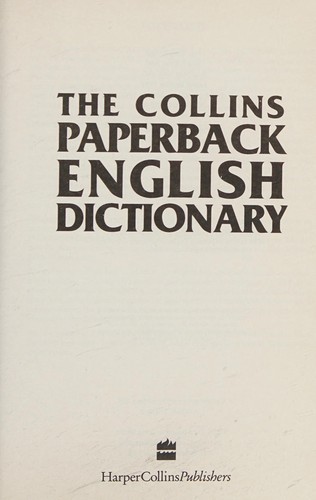 THE COLLINS
PAPERBACK
ENGLISH
DICTIONARY
HarperCollinsPublishers